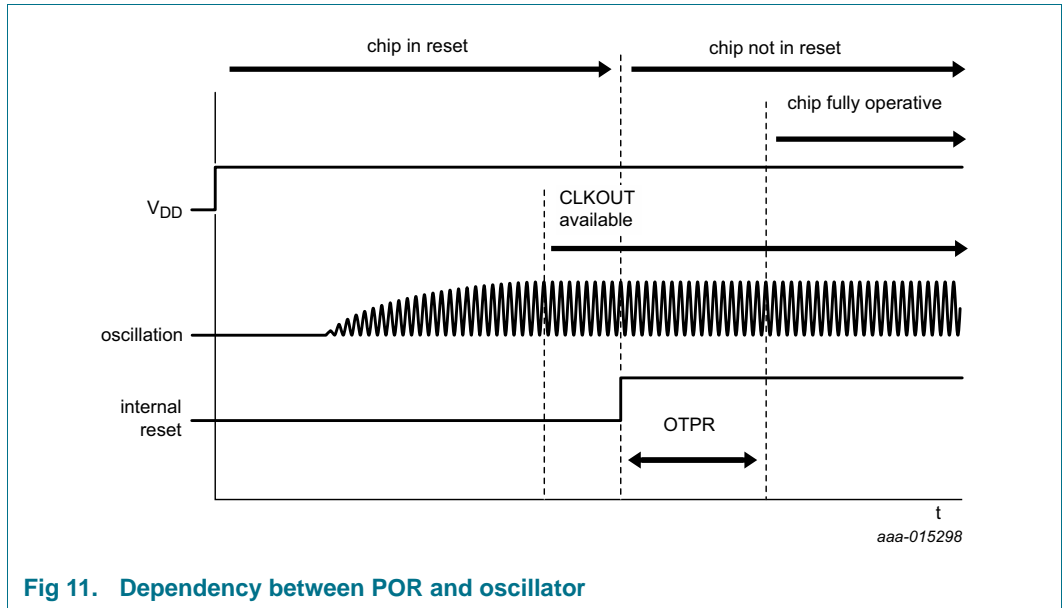 chip in reset
chip not in reset
chip fully operative
VDD
CLKOUT
available
oscillation
internal
reset
OTPR
t
aaa-015298
Fig 11. Dependency between POR and oscillator